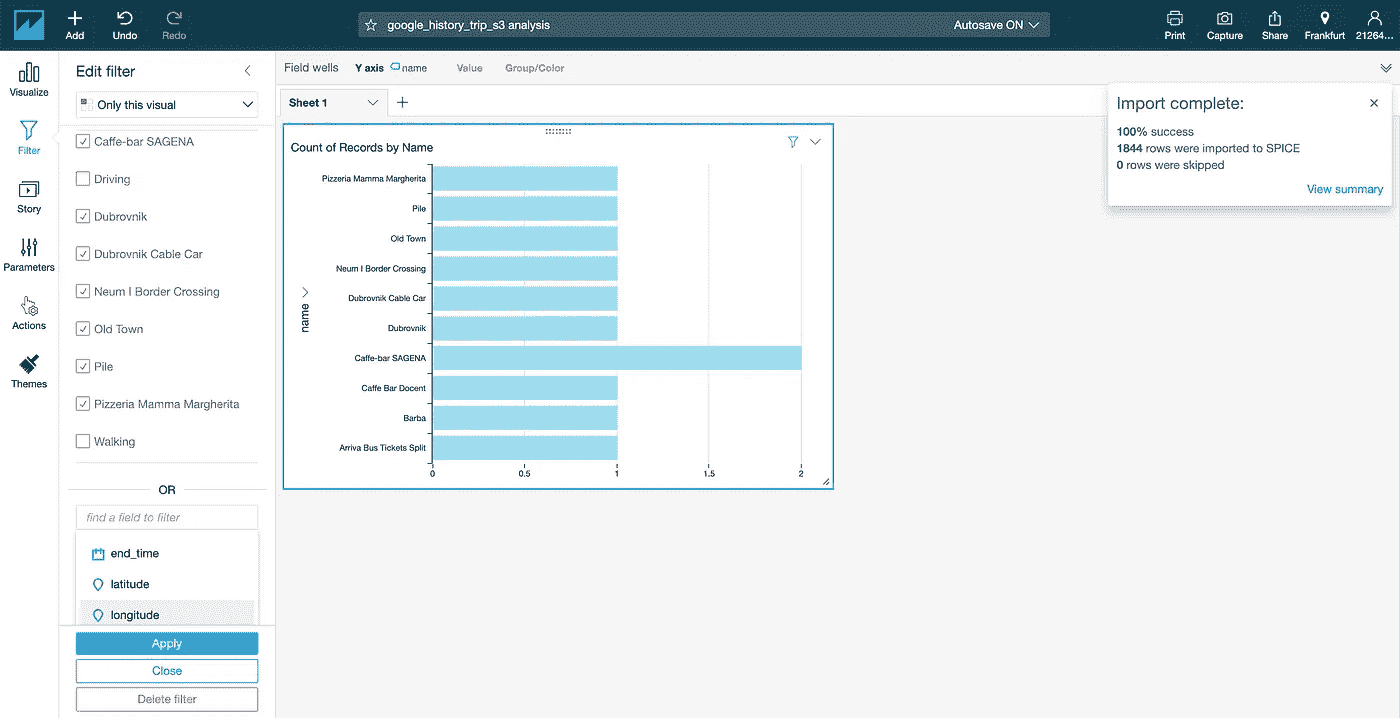 Add
Undo
Redo
google_history_trip_s3 analysis
Autosave ON
Print
Capture
Share
Frankfurt
21264...
Visualize
Filter
Story
Parameters
Actions
Themes
Edit filter
Only this visual
Caffe-bar SAGENA
Driving
Dubrovnik
Dubrovnik Cable Car
Neum I Border Crossing
Old Town
Pile
Pizzeria Mamma Margherita
Walking
OR
find a field to filter
end_time
latitude
longitude
Apply
Close
Delete filter
Field wells
Y axis
name
Value
Group/Color
Sheet 1
Count of Records by Name
name
Pizzeria Mamma Margherita
Pile
Old Town
Neum I Border Crossing
Dubrovnik Cable Car
Dubrovnik
Caffe-bar SAGENA
Caffe Bar Docent
Barba
Arriva Bus Tickets Split
0
0.5
1
1.5
2
Import complete:
100% success
1844 rows were imported to SPICE
0 rows were skipped
View summary